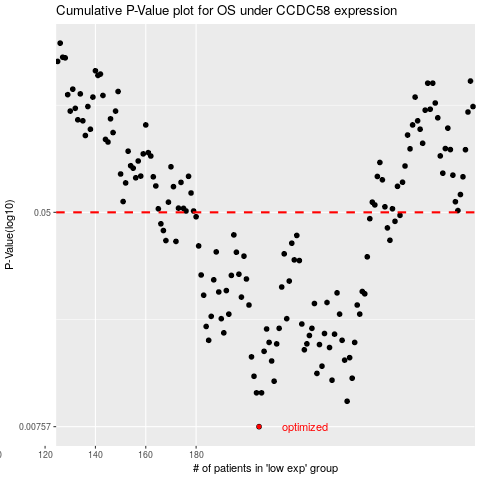 Cumulative P-Value plot for OS under CCDC58 expression
P-Value(log10)
0.05
0.00757
optimized
0 120 140 160 180
# of patients in 'low exp' group